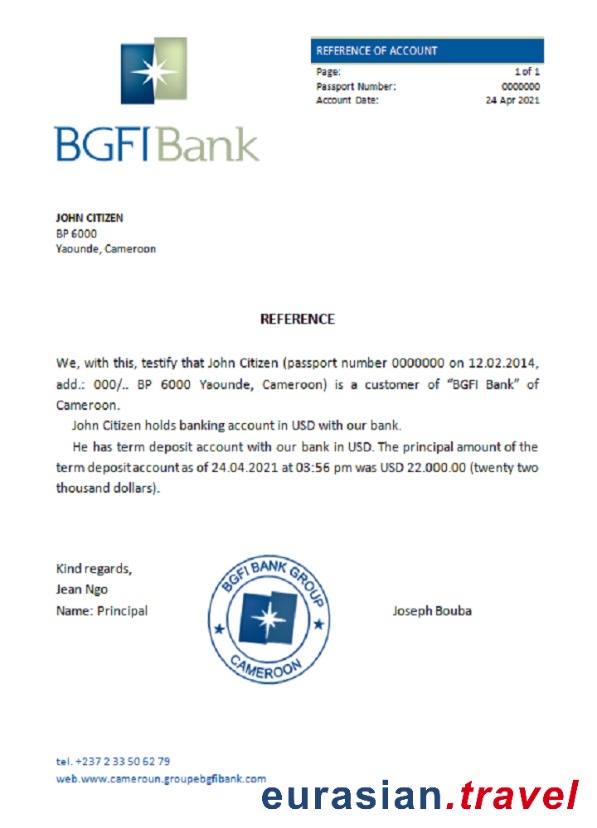 BGFIBank
REFERENCE OF ACCOUNT
Page: 1 of 1
Passport Number: 0000000
Account Date: 24 Apr 2021
JOHN CITIZEN
BP 6000
Yaounde, Cameroon
REFERENCE
We, with this, testify that John Citizen (passport number 0000000 on 12.02.2014,
add.: 000/.. BP 6000 Yaounde, Cameroon) is a customer of “BGFI Bank” of
Cameroon.
John Citizen holds banking account in USD with our bank.
He has term deposit account with our bank in USD. The principal amount of the
term deposit account as of 24.04.2021 at 03:56 pm was USD 22.000.00 (twenty two
thousand dollars).
Kind regards,
Jean Ngo
Name: Principal
BGFI BANK GROUP
CAMEROON
Joseph Bouba
tel. +237 2 33 50 62 79
web.www.cameroun.groupebgfibank.com
eurasian.travel